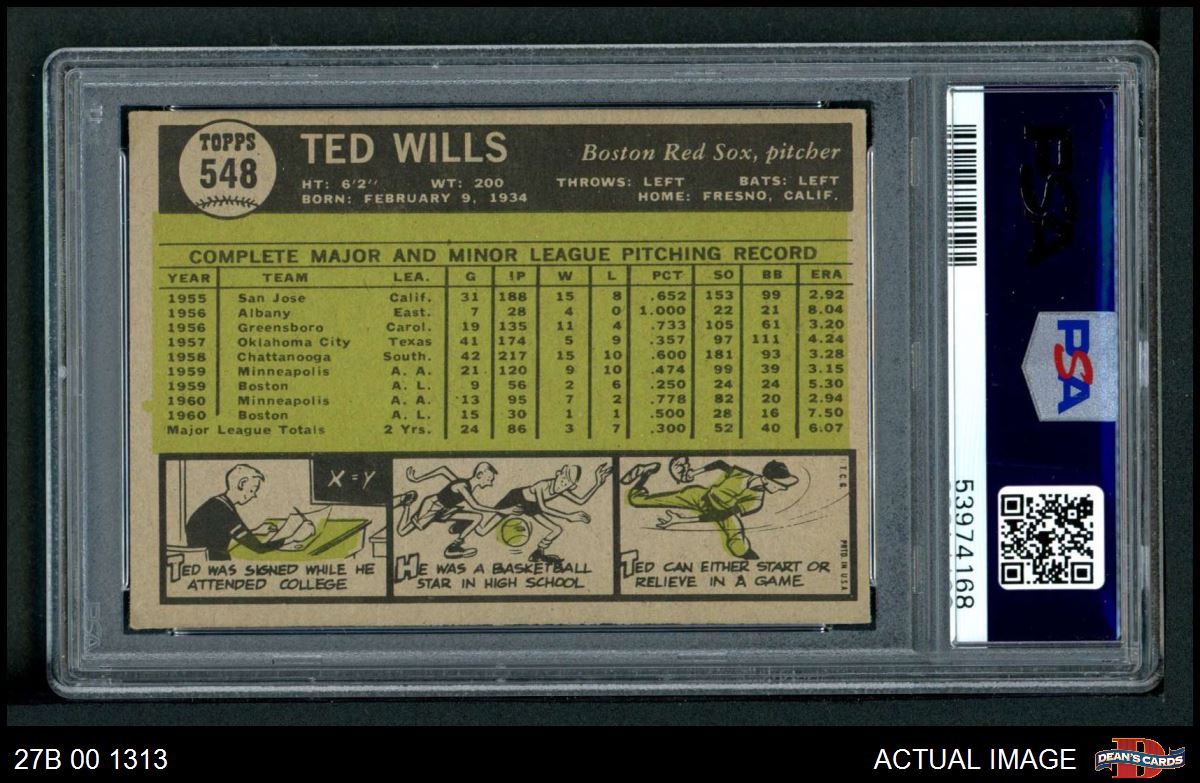 TOPPS
548
TED WILLS
Boston Red Sox, pitcher
HT: 6'2" WT: 200 THROWS: LEFT BATS: LEFT
BORN: FEBRUARY 9, 1934 HOME: FRESNO, CALIF.
COMPLETE MAJOR AND MINOR LEAGUE PITCHING RECORD
YEAR TEAM LEA. G IP W L PCT SO BB ERA
1955 San Jose Calif. 31 188 15 8 .652 153 99 2.92
1956 Albany East. 7 28 4 0 1.000 22 21 8.04
1956 Greensboro Carol. 19 135 11 4 .733 105 61 3.20
1957 Oklahoma City Texas 41 174 5 9 .357 97 111 4.24
1958 Chattanooga South. 42 217 15 10 .600 181 93 3.28
1959 Minneapolis A. A. 21 120 9 10 .474 99 39 3.15
1959 Boston A. L. 9 56 2 6 .250 24 24 5.30
1960 Minneapolis A. A. 13 95 7 2 .778 82 20 2.94
1960 Boston A. L. 15 30 1 1 .500 28 16 7.50
Major League Totals 2 Yrs. 24 86 3 7 .300 52 40 6.07
X=Y
TED WAS SIGNED WHILE HE
ATTENDED COLLEGE
HE WAS A BASKETBALL
STAR IN HIGH SCHOOL
TED CAN EITHER START OR
RELIEVE IN A GAME
T.C.G.
PRTD. IN U.S.A.
PSA
PSA
53974168
27B 00 1313
ACTUAL IMAGE
DEAN'S CARDS